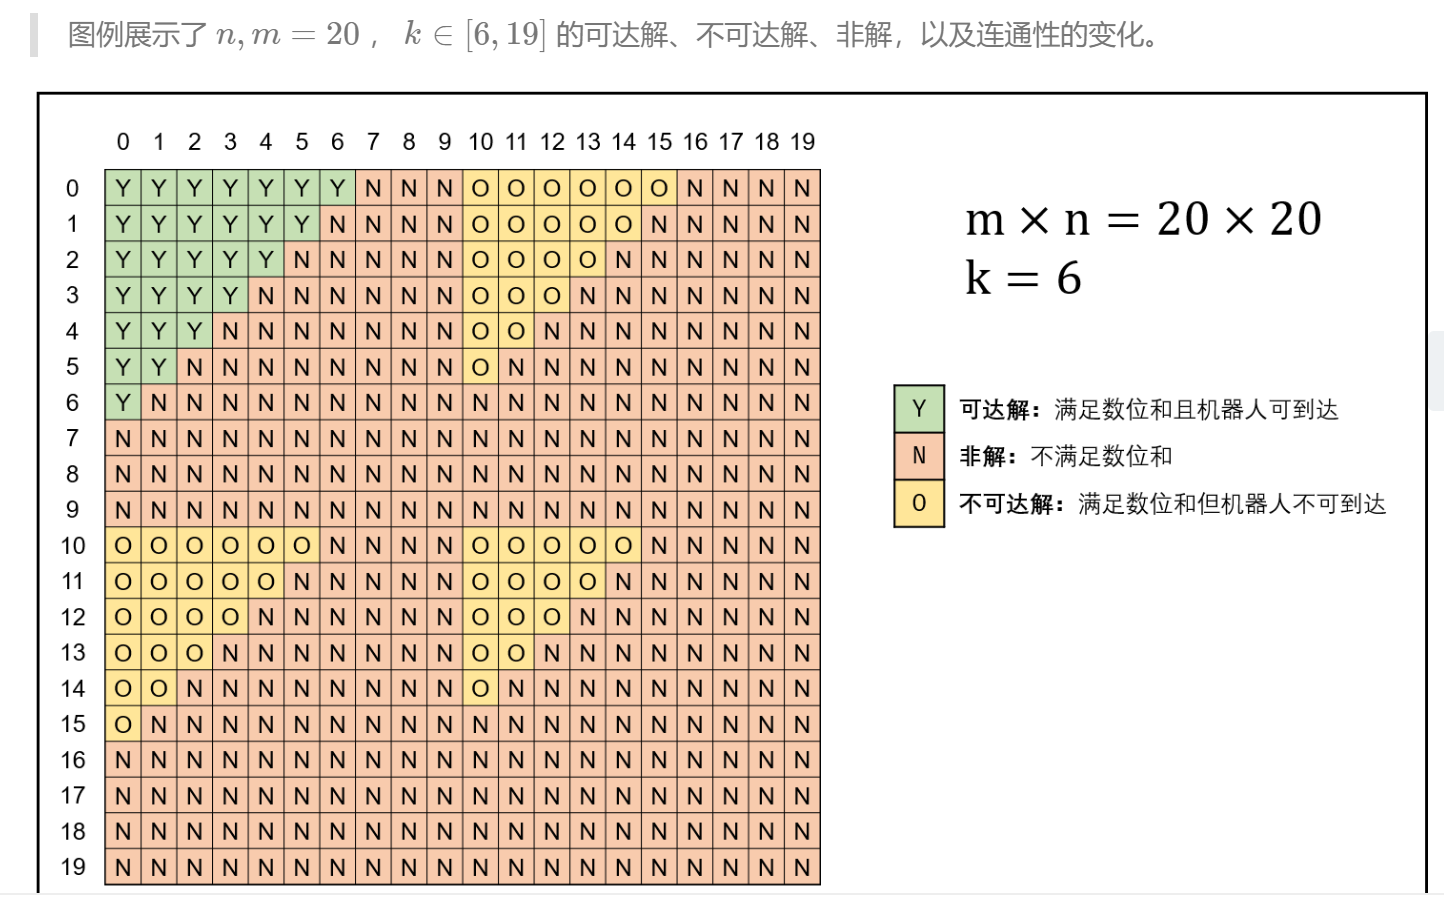 图例展示了 n, m = 20 ， k ∈ [6, 19] 的可达解、不可达解、非解，以及连通性的变化。
0 1 2 3 4 5 6 7 8 9 10 11 12 13 14 15 16 17 18 19
0 Y Y Y Y Y Y Y N N N O O O O O O N N N N
1 Y Y Y Y Y Y N N N N O O O O O N N N N N
2 Y Y Y Y Y N N N N N O O O O N N N N N N
3 Y Y Y Y N N N N N N O O O N N N N N N N
4 Y Y Y N N N N N N N O O N N N N N N N N
5 Y Y N N N N N N N N O N N N N N N N N N
6 Y N N N N N N N N N N N N N N N N N N N
7 N N N N N N N N N N N N N N N N N N N N
8 N N N N N N N N N N N N N N N N N N N N
9 N N N N N N N N N N N N N N N N N N N N
10 O O O O O O N N N N O O O O O N N N N N
11 O O O O O N N N N N O O O O N N N N N N
12 O O O O N N N N N N O O O N N N N N N N
13 O O O N N N N N N N O O N N N N N N N N
14 O O N N N N N N N N O N N N N N N N N N
15 O N N N N N N N N N N N N N N N N N N N
16 N N N N N N N N N N N N N N N N N N N N
17 N N N N N N N N N N N N N N N N N N N N
18 N N N N N N N N N N N N N N N N N N N N
19 N N N N N N N N N N N N N N N N N N N N
m × n = 20 × 20
k = 6
Y 可达解：满足数位和且机器人可到达
N 非解：不满足数位和
O 不可达解：满足数位和但机器人不可到达